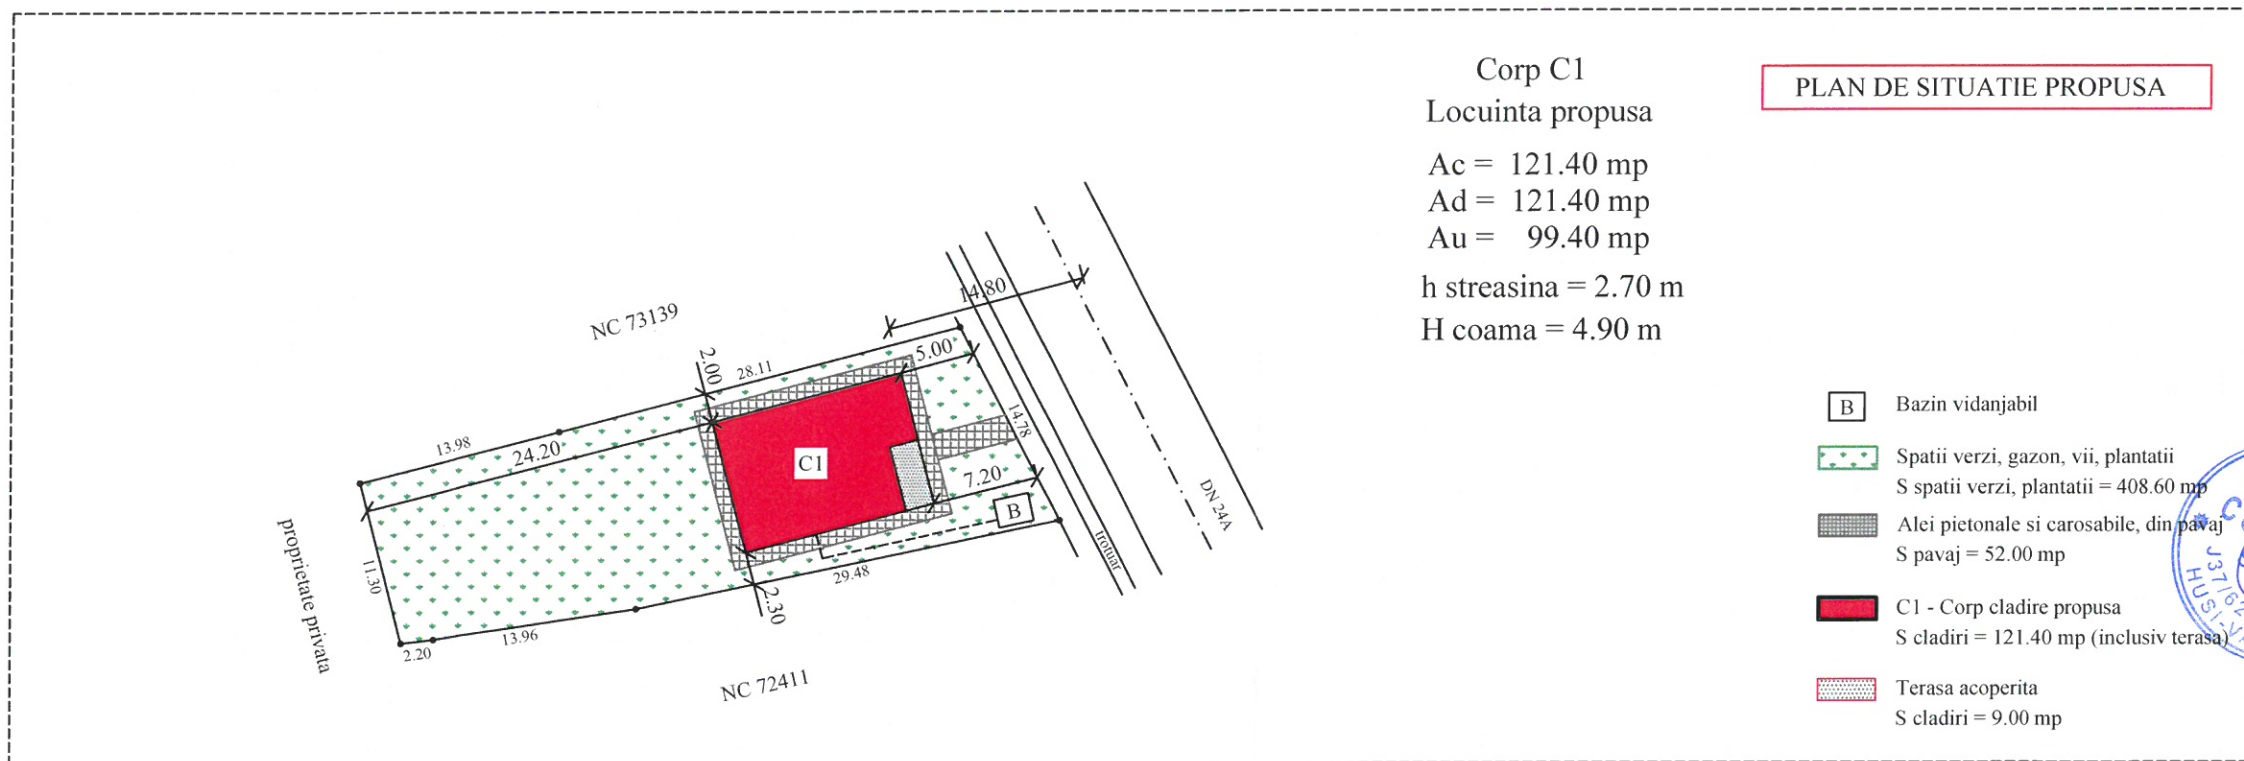 Corp C1
Locuinta propusa
Ac = 121.40 mp
Ad = 121.40 mp
Au = 99.40 mp
h streasina = 2.70 m
H coama = 4.90 m
PLAN DE SITUATIE PROPUSA
B Bazin vidanjabil
Spatii verzi, gazon, vii, plantatii
S spatii verzi, plantatii = 408.60 mp
Alei pietonale si carosabile, din pavaj
S pavaj = 52.00 mp
C1 - Corp cladire propusa
S cladiri = 121.40 mp (inclusiv terasa)
Terasa acoperita
S cladiri = 9.00 mp
NC 73139
14.80
2.00
28.11
5.00
13.98
24.20
C1
14.78
7.20
B
DN 24A
trotuar
proprietate privata
11.30
29.48
2.30
13.96
2.20
NC 72411
J37/62
HUSI-V